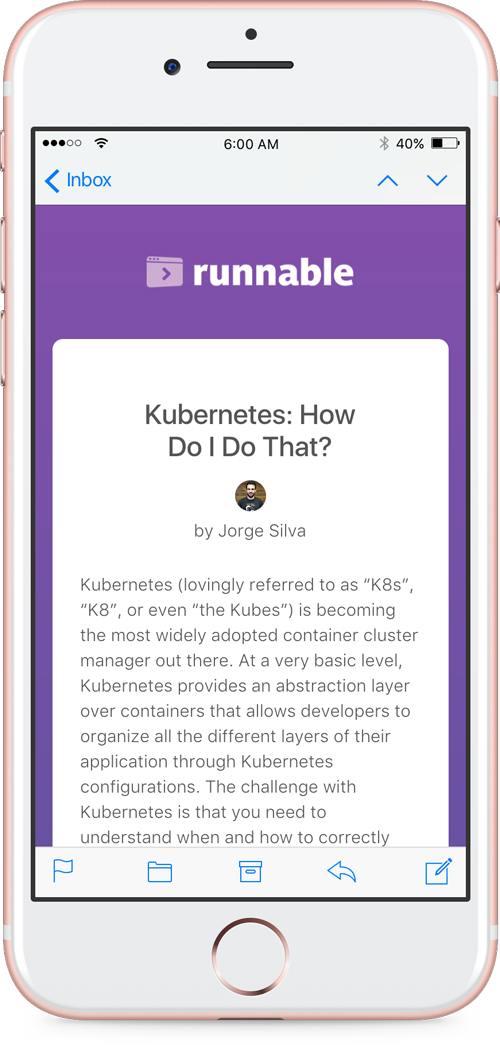 6:00 AM
40%
Inbox
runnable
Kubernetes: How
Do I Do That?
by Jorge Silva
Kubernetes (lovingly referred to as “K8s”,
“K8”, or even “the Kubes”) is becoming
the most widely adopted container cluster
manager out there. At a very basic level,
Kubernetes provides an abstraction layer
over containers that allows developers to
organize all the different layers of their
application through Kubernetes
configurations. The challenge with
Kubernetes is that you need to
understand when and how to correctly